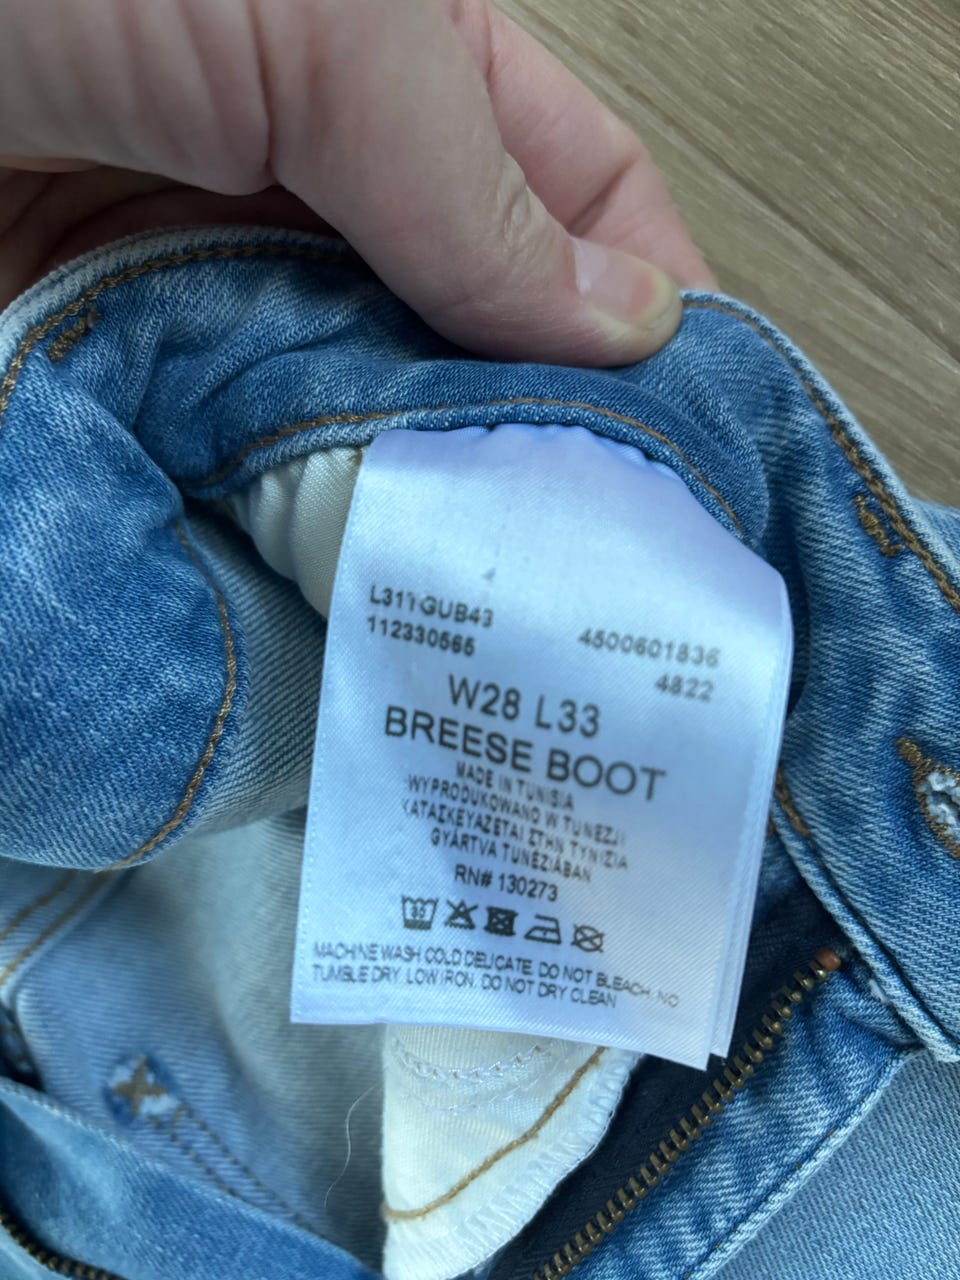 L311GUB43
112330565
4500601836
4822
W28 L33
BREESE BOOT
MADE IN TUNISIA
WYPRODUKOWANO W TUNEZJI
ΚΑΤΑΣΚΕΥΑΖΕΤΑΙ ΣΤΗΝ ΤΥΝΙΣΙΑ
GYÁRTVA TUNÉZIÁBAN
RN# 130273
MACHINE WASH COLD DELICATE. DO NOT BLEACH. NO
TUMBLE DRY. LOW IRON. DO NOT DRY CLEAN